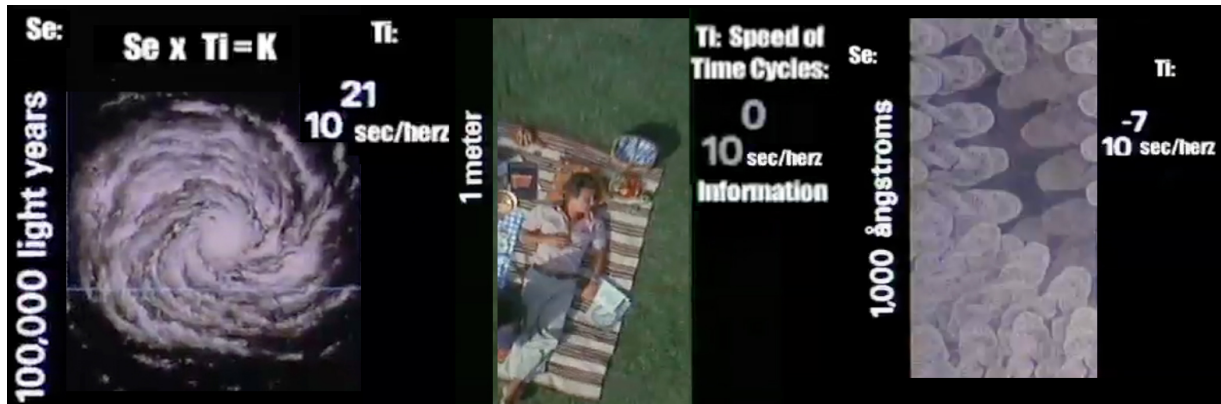 Se:
Se x Ti = K
Ti:
21
10 sec/herz
100,000 light years
1 meter
Ti: Speed of
Time Cycles:
0
10 sec/herz
Information
Se:
1,000 ångstroms
Ti:
-7
10 sec/herz